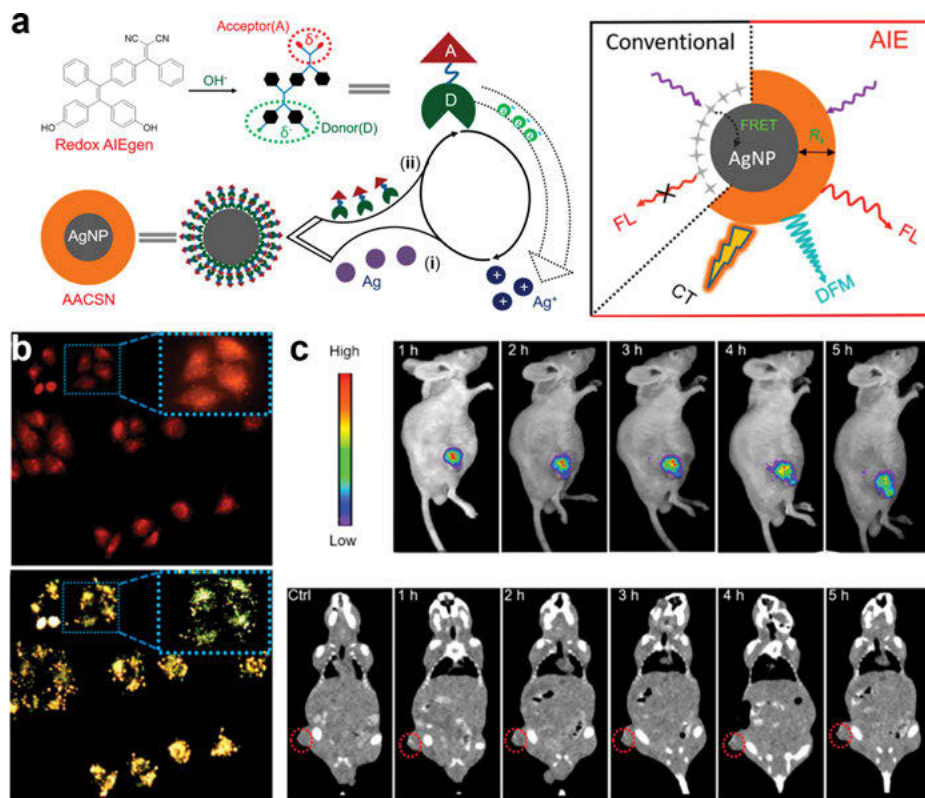 a
NC CN
HO OH
Redox AIEgen
OH-
Acceptor(A)
δ+
δ-
Donor(D)
A
D
e e e
(ii)
(i)
Ag
+ + +
Ag+
AgNP
AACSN
Conventional
AIE
FRET
AgNP
FL
FL
CT
DFM
b
c
High
Low
1 h 2 h 3 h 4 h 5 h
Ctrl 1 h 2 h 3 h 4 h 5 h